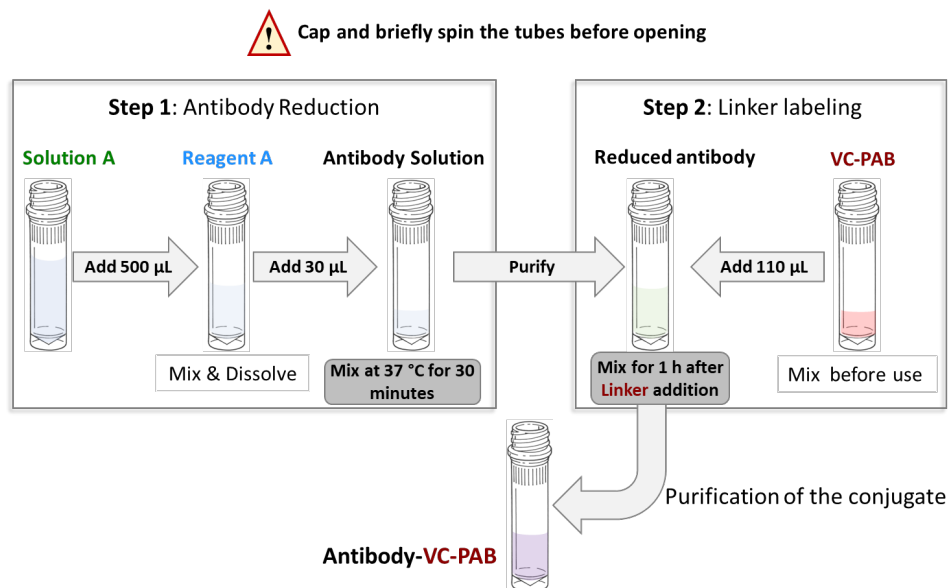 !
Cap and briefly spin the tubes before opening
Step 1: Antibody Reduction
Solution A
Reagent A
Antibody Solution
Add 500 µL
Add 30 µL
Mix & Dissolve
Mix at 37 °C for 30
minutes
Purify
Step 2: Linker labeling
Reduced antibody
VC-PAB
Add 110 µL
Mix for 1 h after
Linker addition
Mix before use
Purification of the conjugate
Antibody-VC-PAB